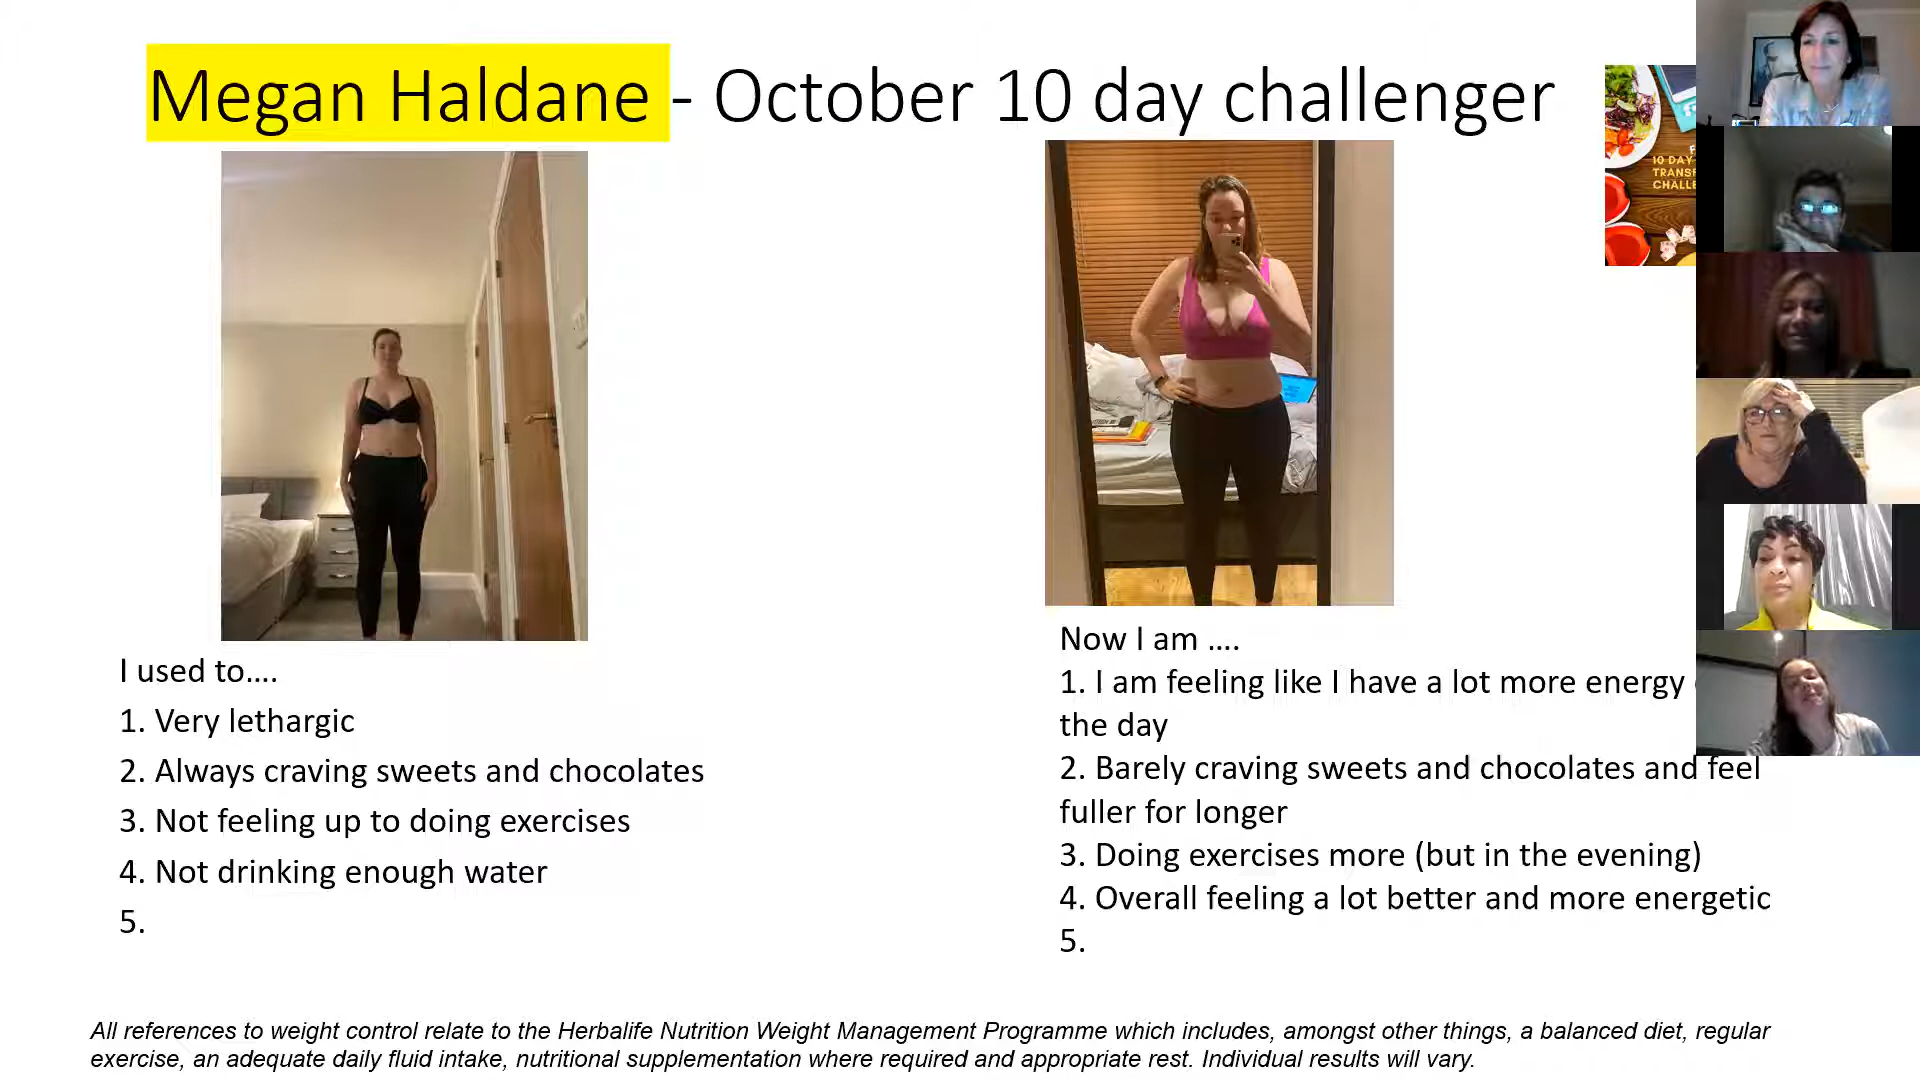 Megan Haldane - October 10 day challenger
10 DAY
CHALLE
I used to....
1. Very lethargic
2. Always craving sweets and chocolates
3. Not feeling up to doing exercises
4. Not drinking enough water
5.
Now I am ....
1. I am feeling like I have a lot more energy
the day
2. Barely craving sweets and chocolates and feel
fuller for longer
3. Doing exercises more (but in the evening)
4. Overall feeling a lot better and more energetic
5.
All references to weight control relate to the Herbalife Nutrition Weight Management Programme which includes, amongst other things, a balanced diet, regular
exercise, an adequate daily fluid intake, nutritional supplementation where required and appropriate rest. Individual results will vary.